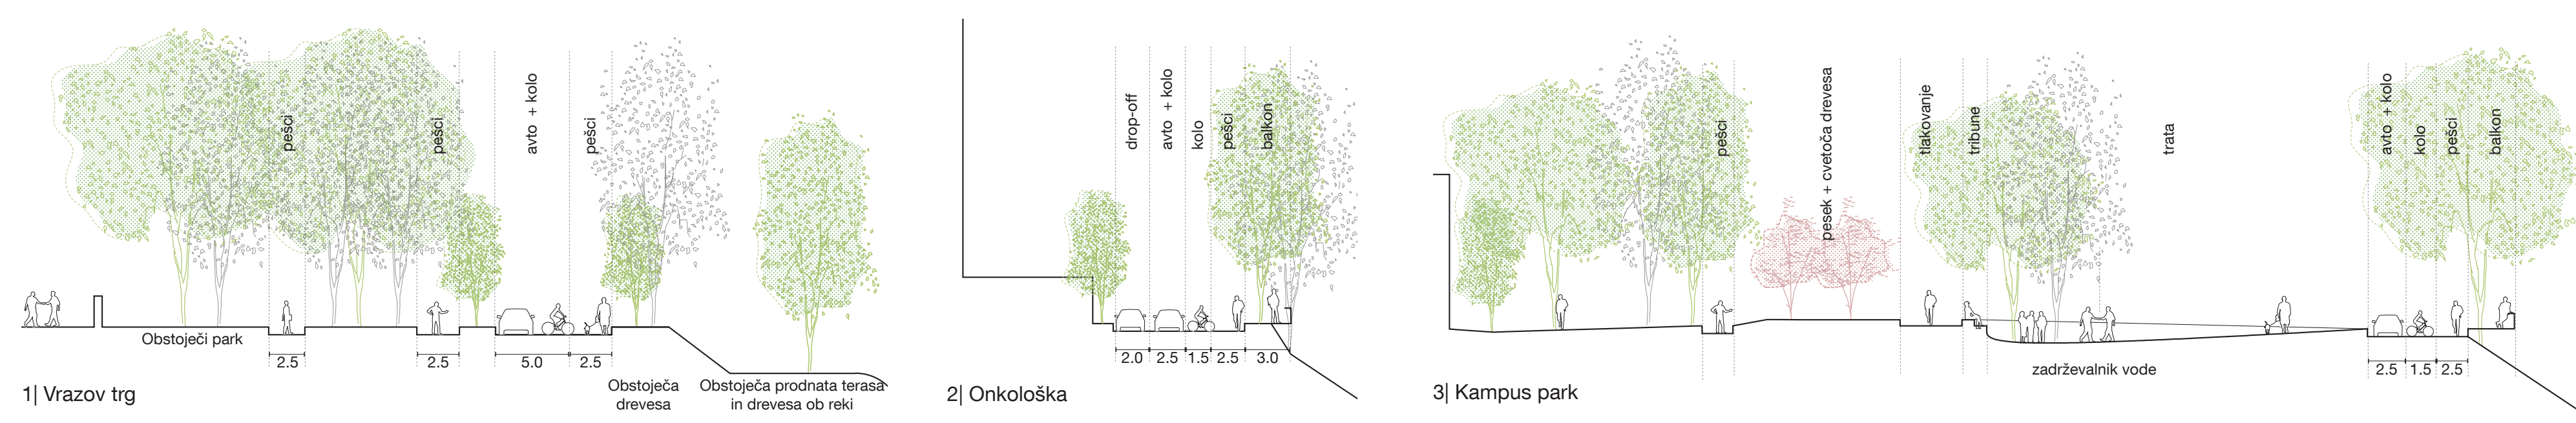 pešci
pešci
avto + kolo
pešci
Obstoječi park
2.5
2.5
5.0
2.5
Obstoječa
drevesa
Obstoječa prodnata terasa
in drevesa ob reki
1| Vrazov trg
drop-off
avto + kolo
kolo
pešci
balkon
2.0
2.5
1.5
2.5
3.0
2| Onkološka
pešci
pesek + cvetoča drevesa
tlakovanje
tribune
trata
avto + kolo
kolo
pešci
balkon
zadrževalnik vode
2.5
1.5
2.5
3| Kampus park